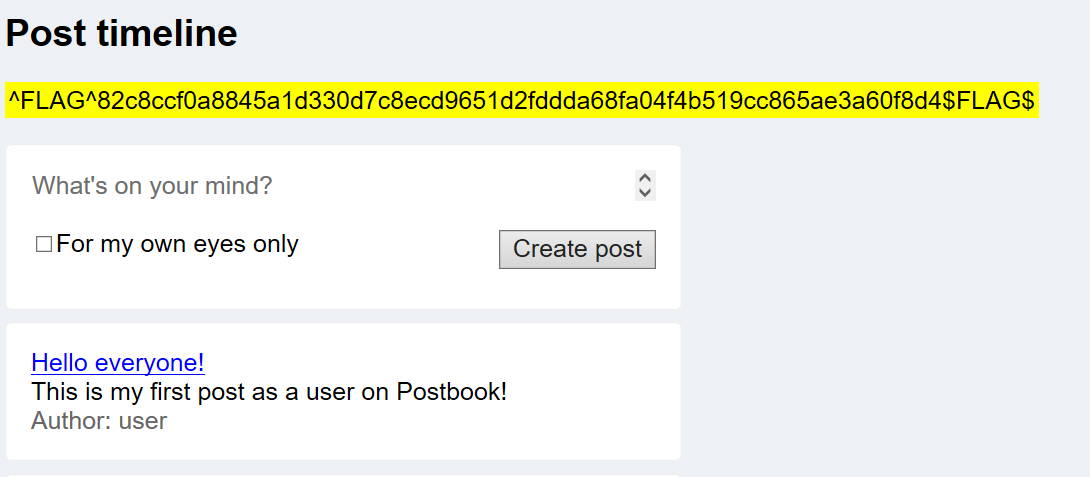 Post timeline
^FLAG^82c8ccf0a8845a1d330d7c8ecd9651d2fddda68fa04f4b519cc865ae3a60f8d4$FLAG$
What's on your mind?
For my own eyes only
Create post
Hello everyone!
This is my first post as a user on Postbook!
Author: user